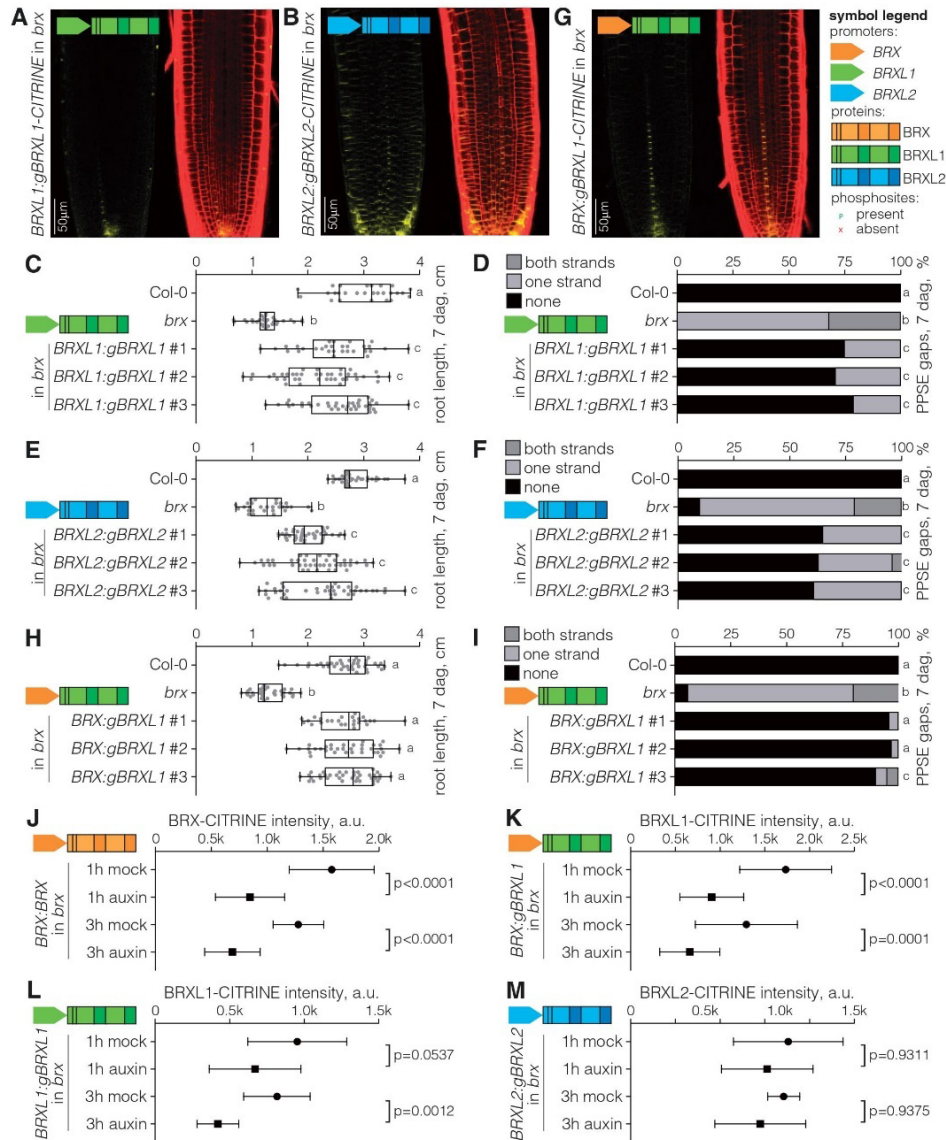 A
BRXL1:gBRXL1-CITRINE in brx
50µm
B
BRXL2:gBRXL2-CITRINE in brx
50µm
G
BRX:gBRXL1-CITRINE in brx
50µm
symbol legend
promoters:
BRX
BRXL1
BRXL2
proteins:
BRX
BRXL1
BRXL2
phosphosites:
P present
x absent
C
0 1 2 3 4
Col-0 a
brx b
BRXL1:gBRXL1 #1 c
BRXL1:gBRXL1 #2 c
BRXL1:gBRXL1 #3 c
in brx
root length, 7 dag, cm
D
both strands
one strand
none
0 25 50 75 100
Col-0 a
brx b
BRXL1:gBRXL1 #1 c
BRXL1:gBRXL1 #2 c
BRXL1:gBRXL1 #3 c
in brx
PPSE gaps, 7 dag, %
E
0 1 2 3 4
Col-0 a
brx b
BRXL2:gBRXL2 #1 c
BRXL2:gBRXL2 #2 c
BRXL2:gBRXL2 #3 c
in brx
root length, 7 dag, cm
F
both strands
one strand
none
0 25 50 75 100
Col-0 a
brx b
BRXL2:gBRXL2 #1 c
BRXL2:gBRXL2 #2 c
BRXL2:gBRXL2 #3 c
in brx
PPSE gaps, 7 dag, %
H
0 1 2 3 4
Col-0 a
brx b
BRX:gBRXL1 #1 a
BRX:gBRXL1 #2 a
BRX:gBRXL1 #3 a
in brx
root length, 7 dag, cm
I
both strands
one strand
none
0 25 50 75 100
Col-0 a
brx b
BRX:gBRXL1 #1 a
BRX:gBRXL1 #2 a
BRX:gBRXL1 #3 c
in brx
PPSE gaps, 7 dag, %
J
BRX-CITRINE intensity, a.u.
0 0.5k 1.0k 1.5k 2.0k
BRX:BRX
in brx
1h mock
1h auxin
3h mock
3h auxin
p<0.0001
p<0.0001
K
BRXL1-CITRINE intensity, a.u.
0 0.5k 1.0k 1.5k 2.0k 2.5k
BRX:gBRXL1
in brx
1h mock
1h auxin
3h mock
3h auxin
p<0.0001
p=0.0001
L
BRXL1-CITRINE intensity, a.u.
0 0.5k 1.0k 1.5k
BRXL1:gBRXL1
in brx
1h mock
1h auxin
3h mock
3h auxin
p=0.0537
p=0.0012
M
BRXL2-CITRINE intensity, a.u.
0 0.5k 1.0k 1.5k
BRXL2:gBRXL2
in brx
1h mock
1h auxin
3h mock
3h auxin
p=0.9311
p=0.9375